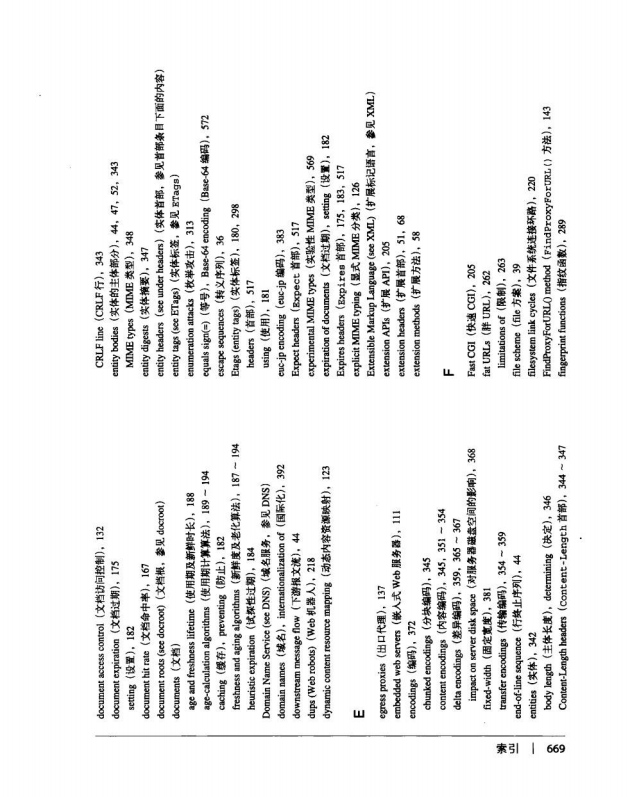 document access control（文档访问控制），132
document expiration（文档过期），175
setting（设置），182
document hit rate（文档命中率），167
document roots (see docroot)（文档根，参见 docroot）
documents（文档）
age and freshness lifetime（使用期及新鲜时长），188
age-calculation algorithms（使用期计算算法），189 ～ 194
caching（缓存），preventing（防止），182
freshness and aging algorithms（新鲜度及老化算法），187 ～ 194
heuristic expiration（试探性过期），184
Domain Name Service (see DNS)（域名服务，参见 DNS）
domain names（域名），internationalization of（国际化），392
downstream message flow（下游报文流），44
dups (Web robots)（Web 机器人），218
dynamic content resource mapping（动态内容资源映射），123
E
egress proxies（出口代理），137
embedded web servers（嵌入式 Web 服务器），111
encodings（编码），372
chunked encodings（分块编码），345
content encodings（内容编码），345，351 ～ 354
delta encodings（差异编码），359，365 ～ 367
impact on server disk space（对服务器磁盘空间的影响），368
fixed-width（固定宽度），381
transfer encodings（传输编码），354 ～ 359
end-of-line sequence（行终止序列），44
entities（实体），342
body length（主体长度），determining（决定），346
Content-Length headers（Content-Length 首部），344 ～ 347
CRLF line（CRLF 行），343
entity bodies（实体的主体部分），44，47，52，343
MIME types（MIME 类型），348
entity digests（实体摘要），347
entity headers (see under headers)（实体首部，参见首部条目下面的内容）
entity tags (see ETags)（实体标签，参见 ETags）
enumeration attacks（枚举攻击），313
equals sign(=)（等号），Base-64 encoding（Base-64 编码），572
escape sequences（转义序列），36
Etags (entity tags)（实体标签），180，298
headers（首部），517
using（使用），181
euc-jp encoding（euc-jp 编码），383
Expect headers（Expect 首部），517
experimental MIME types（实验性 MIME 类型），569
expiration of documents（文档过期），setting（设置），182
Expires headers（Expires 首部），175，183，517
explicit MIME typing（显式 MIME 分类），126
Extensible Markup Language (see XML)（扩展标记语言，参见 XML）
extension APIs（扩展 API），205
extension headers（扩展首部），51，68
extension methods（扩展方法），58
F
Fast CGI（快速 CGI），205
fat URLs（胖 URL），262
limitations of（限制），263
file scheme（file 方案），39
filesystem link cycles（文件系统连接环路），220
FindProxyForURL() method（FindProxyForURL() 方法），143
fingerprint functions（指纹函数），289
索引 | 669